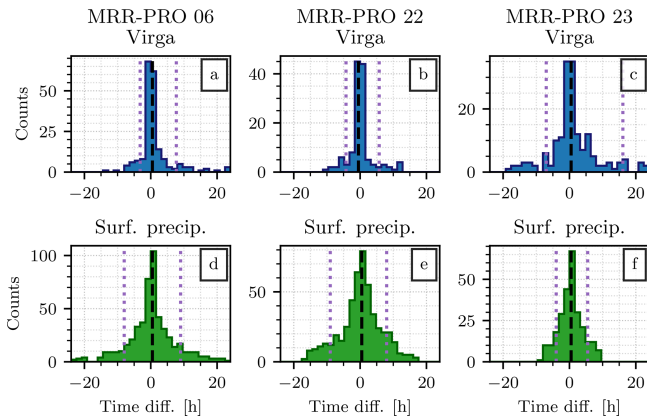 MRR-PRO 06 MRR-PRO 22 MRR-PRO 23
Virga Virga Virga
a b c
Counts
50 25 0
40 20 0
20 0
−20 0 20 −20 0 20 −20 0 20
Surf. precip. Surf. precip. Surf. precip.
d e f
Counts
100 50 0
50 0
50 25 0
−20 0 20 −20 0 20 −20 0 20
Time diff. [h] Time diff. [h] Time diff. [h]